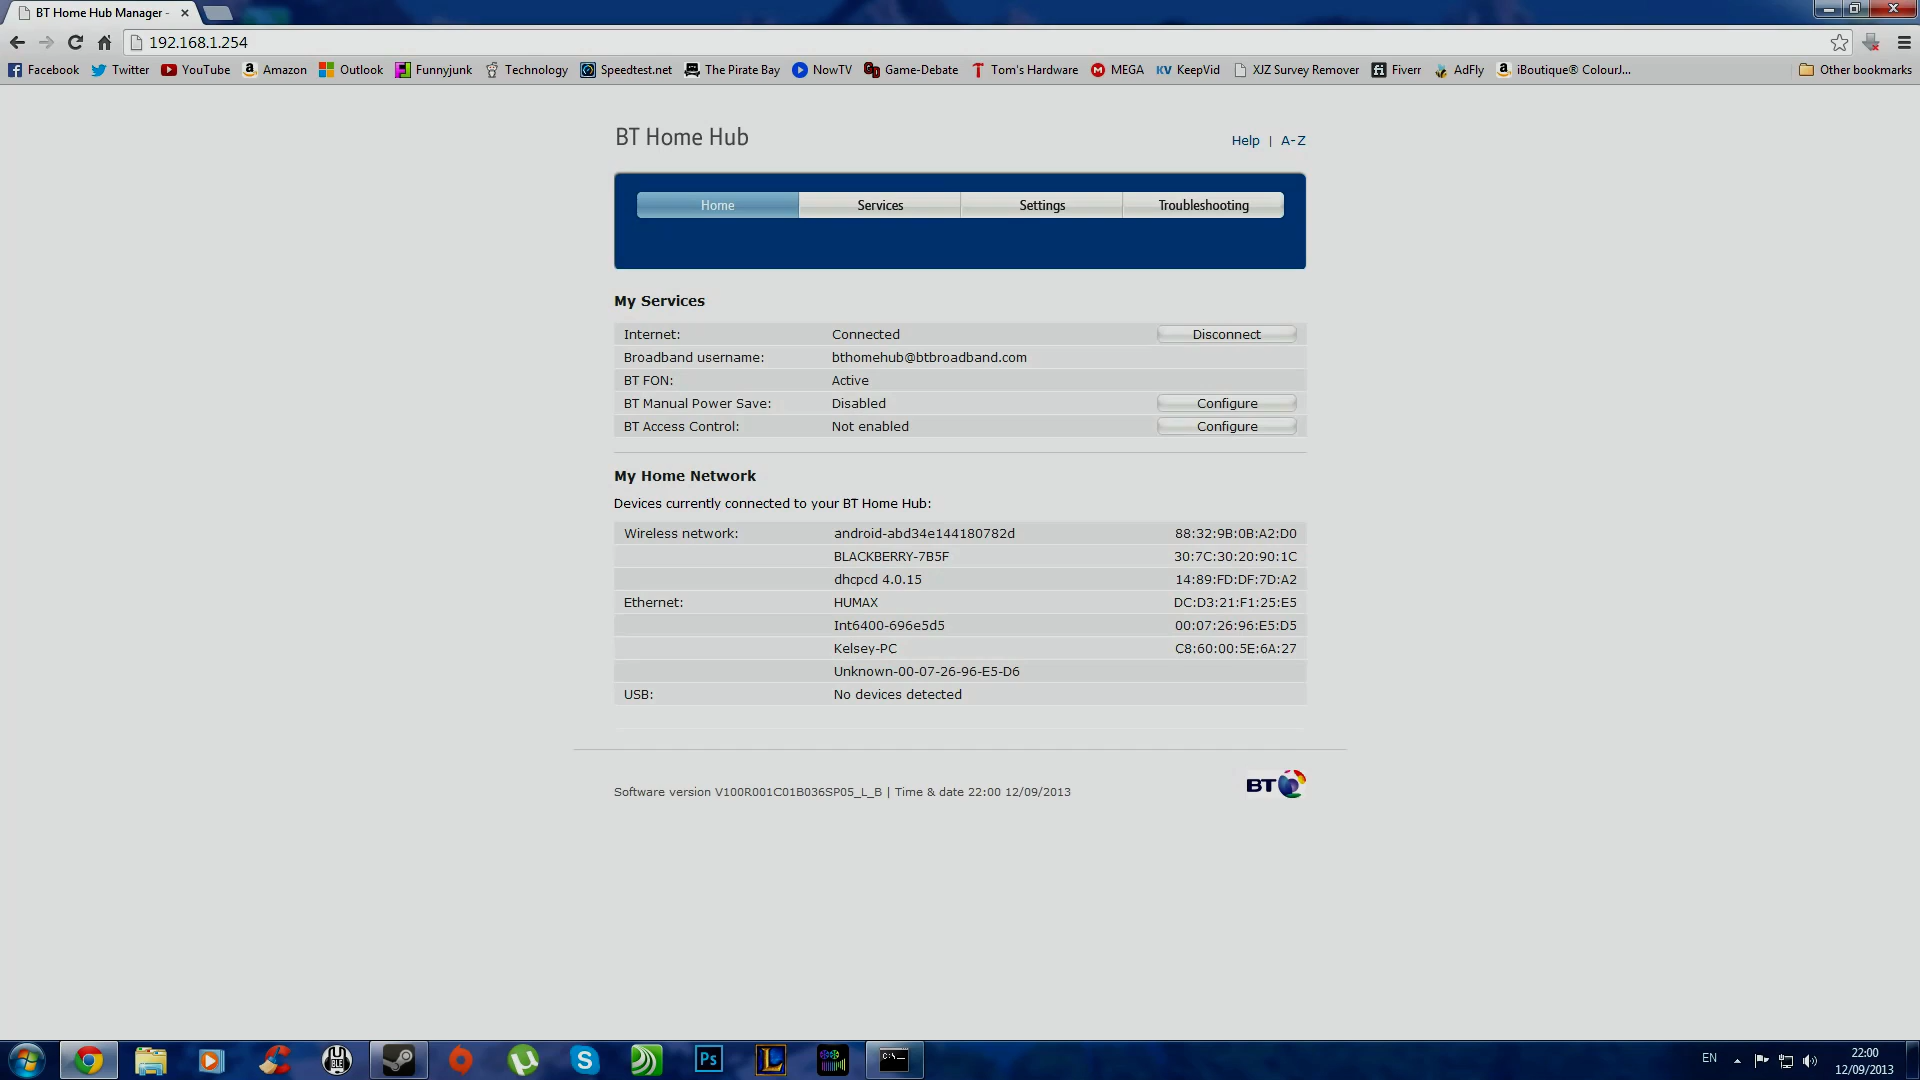 BT Home Hub Manager -
192.168.1.254
Facebook Twitter YouTube Amazon Outlook Funnyjunk Technology Speedtest.net The Pirate Bay NowTV Game-Debate Tom's Hardware MEGA KV KeepVid XJZ Survey Remover Fiverr AdFly iBoutique® ColourJ... Other bookmarks
BT Home Hub
Help | A-Z
Home Services Settings Troubleshooting
My Services
Internet: Connected Disconnect
Broadband username: bthomehub@btbroadband.com
BT FON: Active
BT Manual Power Save: Disabled Configure
BT Access Control: Not enabled Configure
My Home Network
Devices currently connected to your BT Home Hub:
Wireless network: android-abd34e144180782d 88:32:9B:0B:A2:D0
BLACKBERRY-7B5F 30:7C:30:20:90:1C
dhcpcd 4.0.15 14:89:FD:DF:7D:A2
Ethernet: HUMAX DC:D3:21:F1:25:E5
Int6400-696e5d5 00:07:26:96:E5:D5
Kelsey-PC C8:60:00:5E:6A:27
Unknown-00-07-26-96-E5-D6
USB: No devices detected
Software version V100R001C01B036SP05_L_B | Time & date 22:00 12/09/2013
BT
Ps
C:\
EN
22:00
12/09/2013